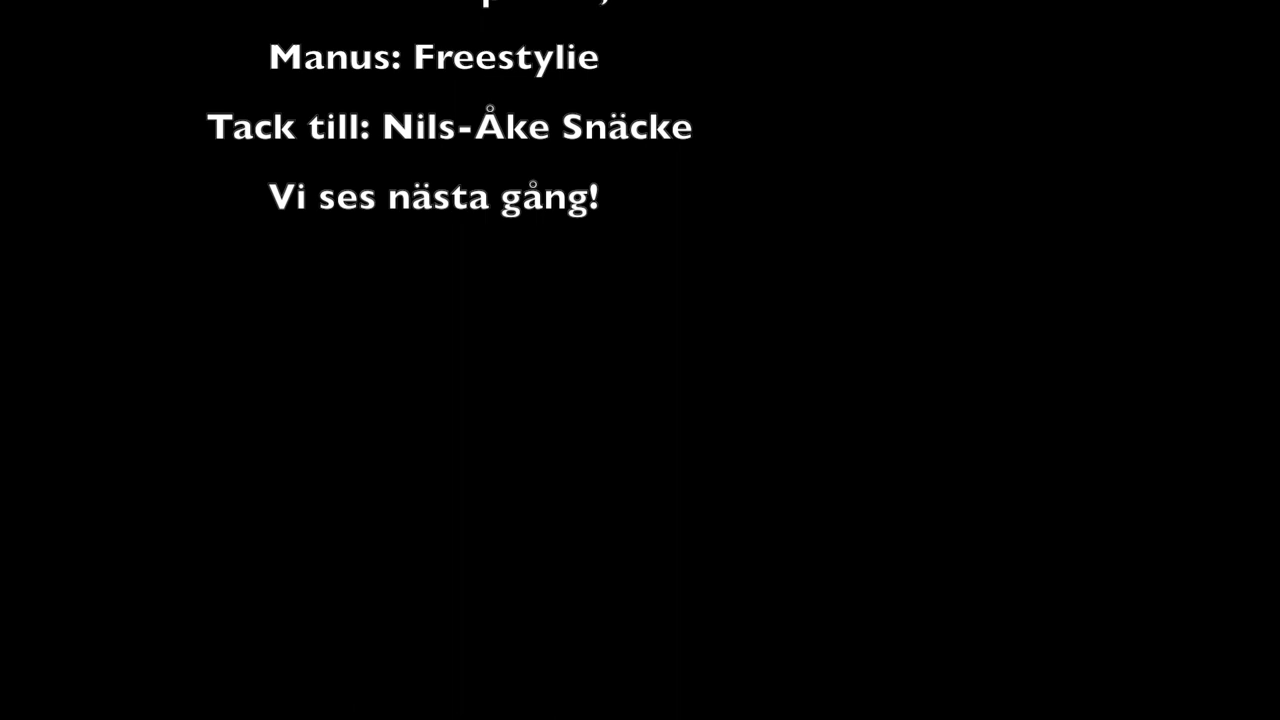 Manus: Freestylie
Tack till: Nils-Åke Snäcke
Vi ses nästa gång!